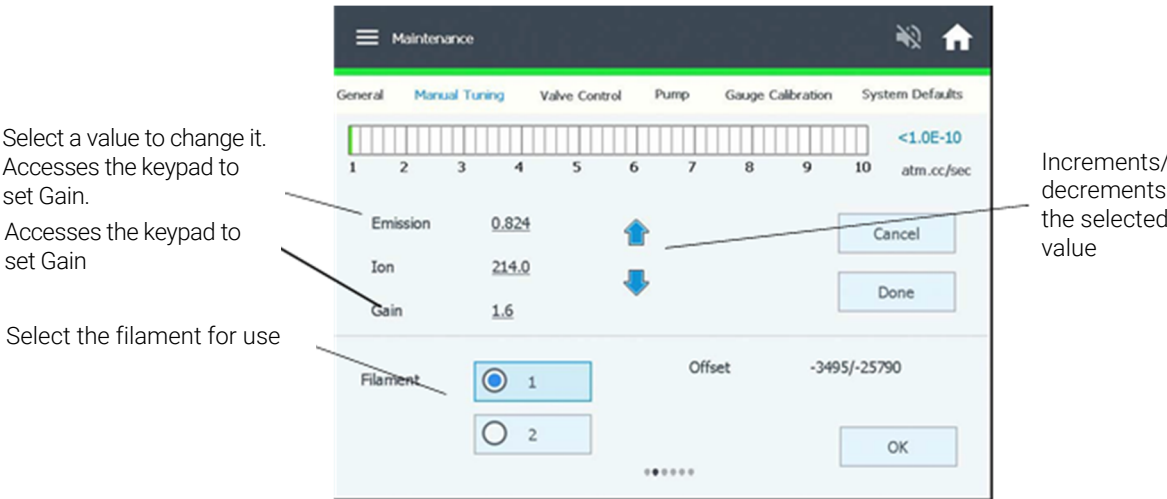 Maintenance
General Manual Tuning Valve Control Pump Gauge Calibration System Defaults
<1.0E-10
1 2 3 4 5 6 7 8 9 10 atm.cc/sec
Select a value to change it.
Accesses the keypad to
set Gain.
Accesses the keypad to
set Gain
Select the filament for use
Emission 0.824
Ion 214.0
Gain 1.6
Cancel
Done
Increments/
decrements
the selected
value
Filament 1
2
Offset -3495/-25790
OK